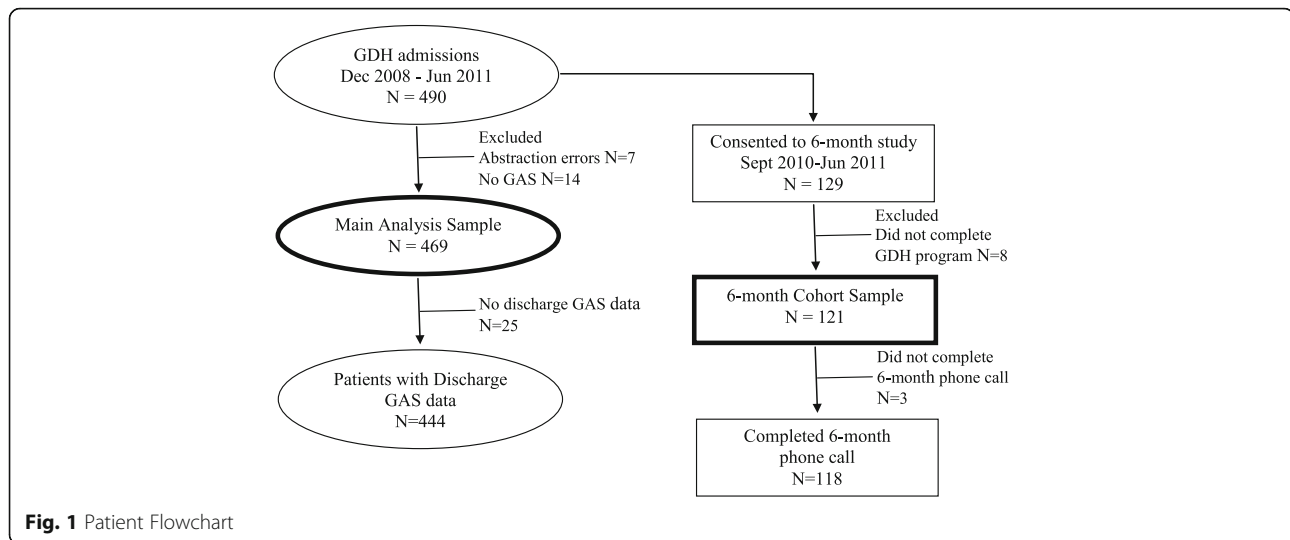 GDH admissions
Dec 2008 - Jun 2011
N = 490
Excluded
Abstraction errors N=7
No GAS N=14
Main Analysis Sample
N = 469
No discharge GAS data
N=25
Patients with Discharge
GAS data
N=444
Consented to 6-month study
Sept 2010-Jun 2011
N = 129
Excluded
Did not complete
GDH program N=8
6-month Cohort Sample
N = 121
Did not complete
6-month phone call
N=3
Completed 6-month
phone call
N=118
Fig. 1 Patient Flowchart